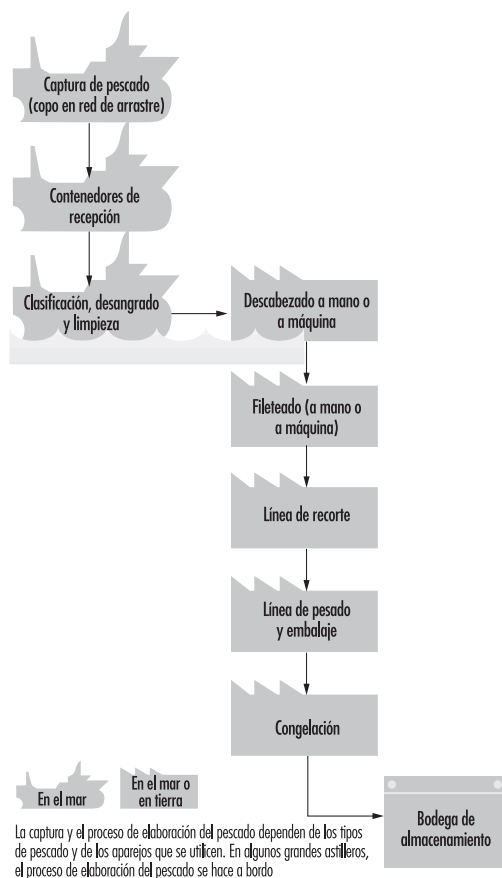 Captura de pescado
(copo en red de arrastre)
Contenedores de
recepción
Clasificación, desangrado
y limpieza
Descabezado a mano o
a máquina
Fileteado (a mano o
a máquina)
Línea de recorte
Línea de pesado
y embalaje
Congelación
Bodega de
almacenamiento
En el mar
En el mar o
en tierra
La captura y el proceso de elaboración del pescado dependen de los tipos
de pescado y de los aparejos que se utilicen. En algunos grandes astilleros,
el proceso de elaboración del pescado se hace a bordo